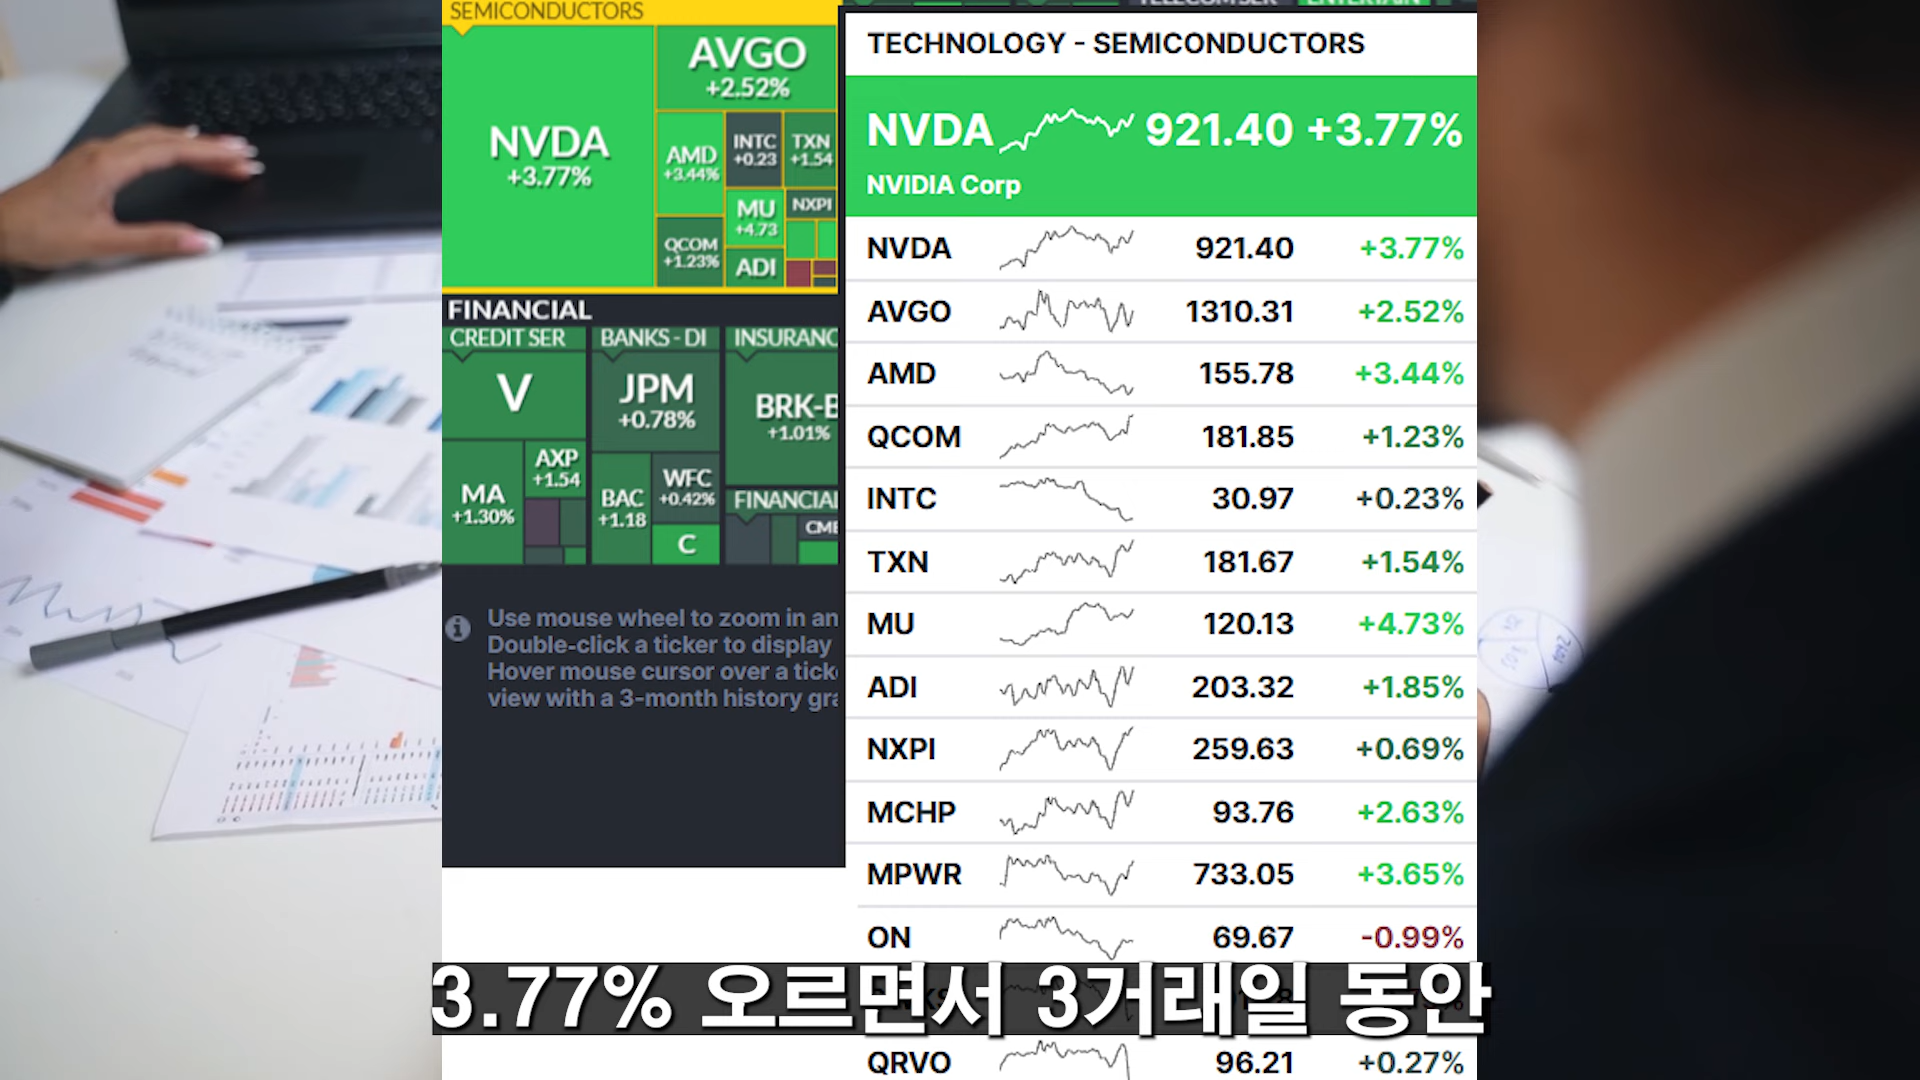 SEMICONDUCTORS
NVDA
+3.77%
AVGO
+2.52%
AMD
+3.44%
INTC
+0.23
TXN
+1.54
MU
+4.73
NXPI
QCOM
+1.23%
ADI
FINANCIAL
CREDIT SER
BANKS - DI
INSURANC
V
JPM
+0.78%
BRK-B
+1.01%
MA
+1.30%
AXP
+1.54
BAC
+1.18
WFC
+0.42%
C
FINANCIAL
CME
Use mouse wheel to zoom in an
Double-click a ticker to display
Hover mouse cursor over a ticke
view with a 3-month history gra
TECHNOLOGY - SEMICONDUCTORS
NVDA 921.40 +3.77%
NVIDIA Corp
NVDA 921.40 +3.77%
AVGO 1310.31 +2.52%
AMD 155.78 +3.44%
QCOM 181.85 +1.23%
INTC 30.97 +0.23%
TXN 181.67 +1.54%
MU 120.13 +4.73%
ADI 203.32 +1.85%
NXPI 259.63 +0.69%
MCHP 93.76 +2.63%
MPWR 733.05 +3.65%
ON 69.67 -0.99%
3.77% 오르면서 3거래일 동안
QRVO 96.21 +0.27%